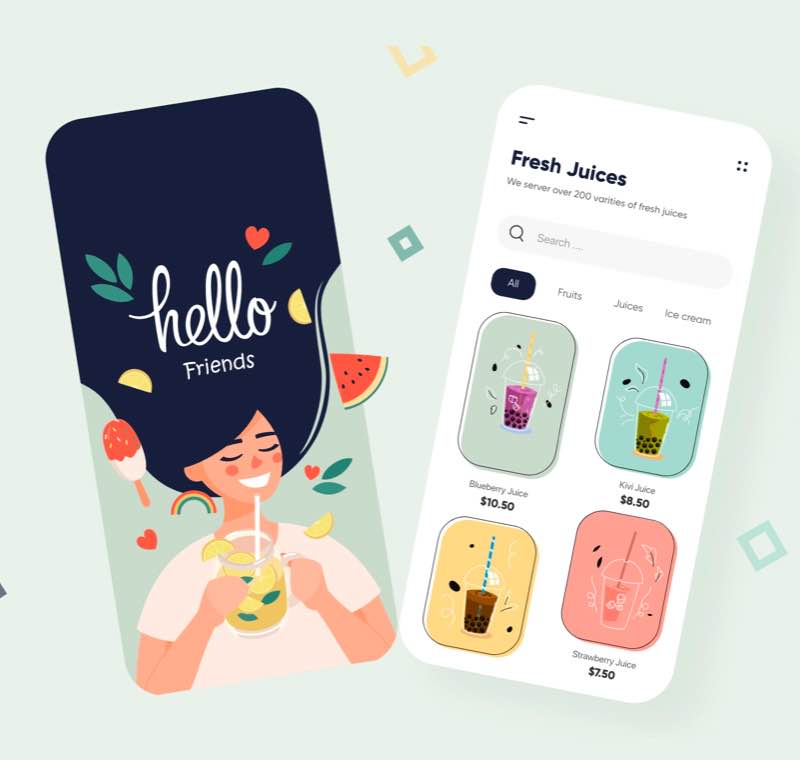 hello
Friends
Fresh Juices
We server over 200 varities of fresh juices
Search ....
All
Fruits
Juices
Ice cream
Blueberry Juice
$10.50
Kivi Juice
$8.50
Strawberry Juice
$7.50